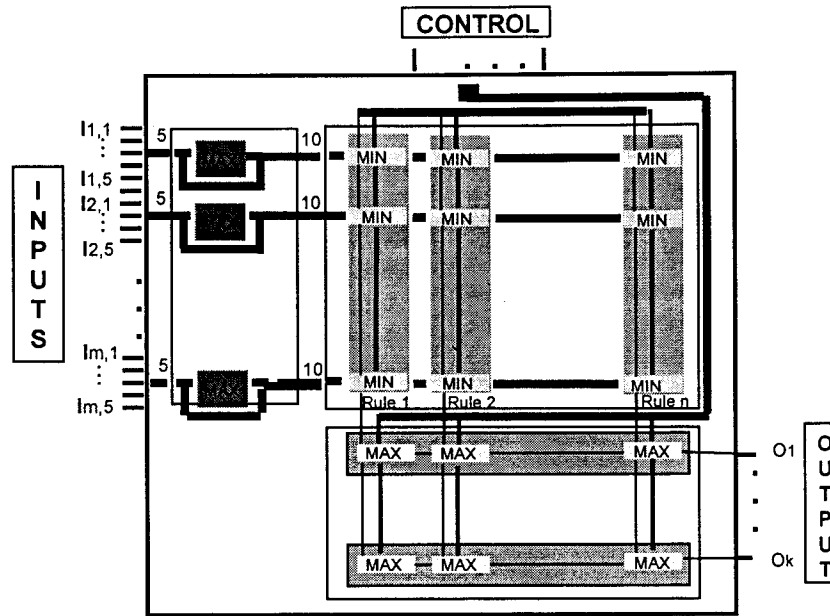 CONTROL
I1,1
I1,5
I2,1
I2,5
Im,1
Im,5
INPUTS
5
5
5
10
10
10
MIN MIN MIN
MIN MIN MIN
MIN MIN MIN
Rule 1 Rule 2 Rule n
MAX MAX MAX O1
MAX MAX MAX Ok
OUTPUT